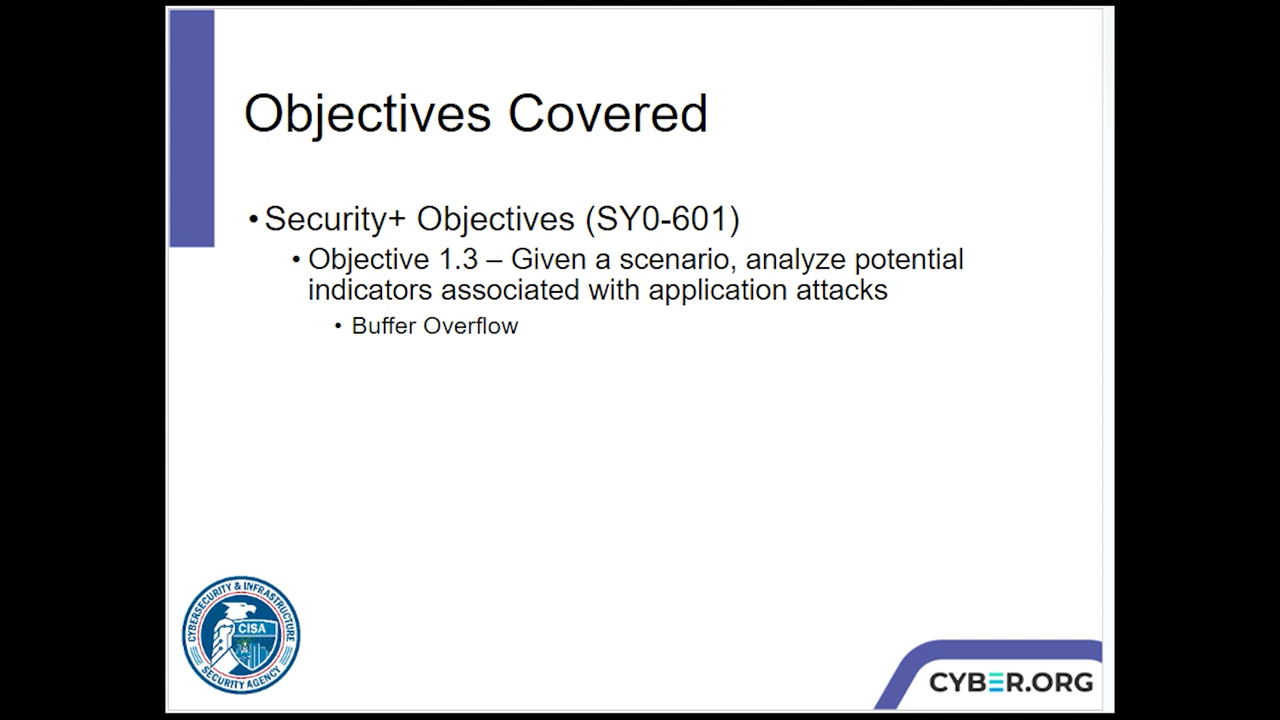 Objectives Covered
•Security+ Objectives (SY0-601)
• Objective 1.3 – Given a scenario, analyze potential
indicators associated with application attacks
• Buffer Overflow
CYBERSECURITY & INFRASTRUCTURE
CISA
SECURITY AGENCY
CYBER.ORG